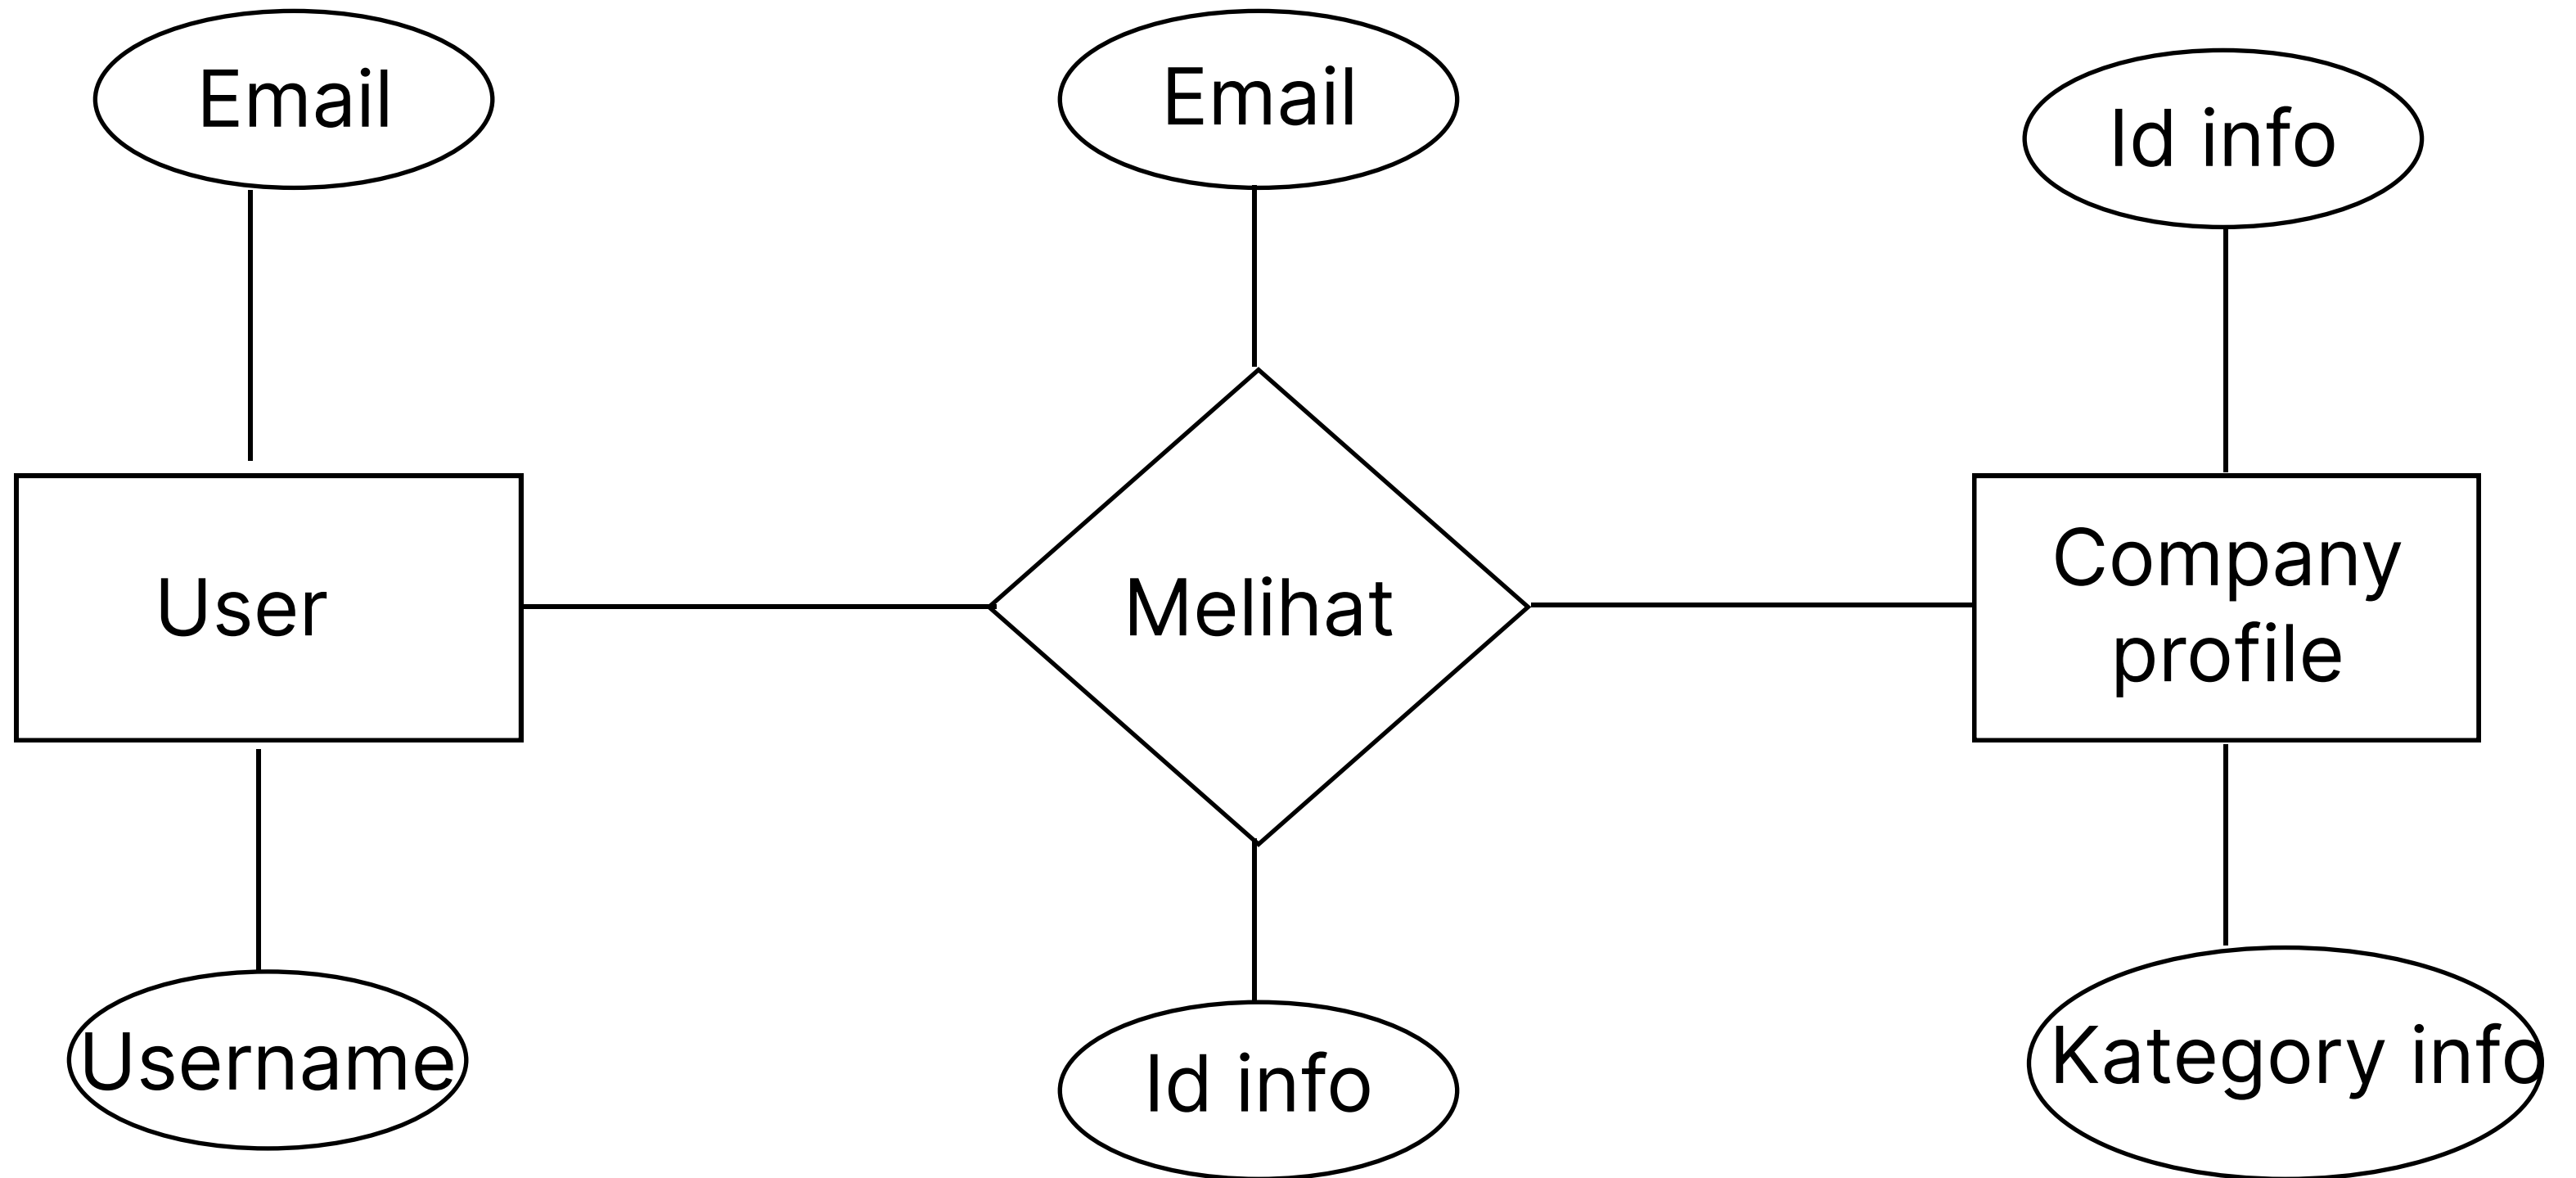 Email
Email
Id info
User
Melihat
Company
profile
Username
Id info
Kategory info